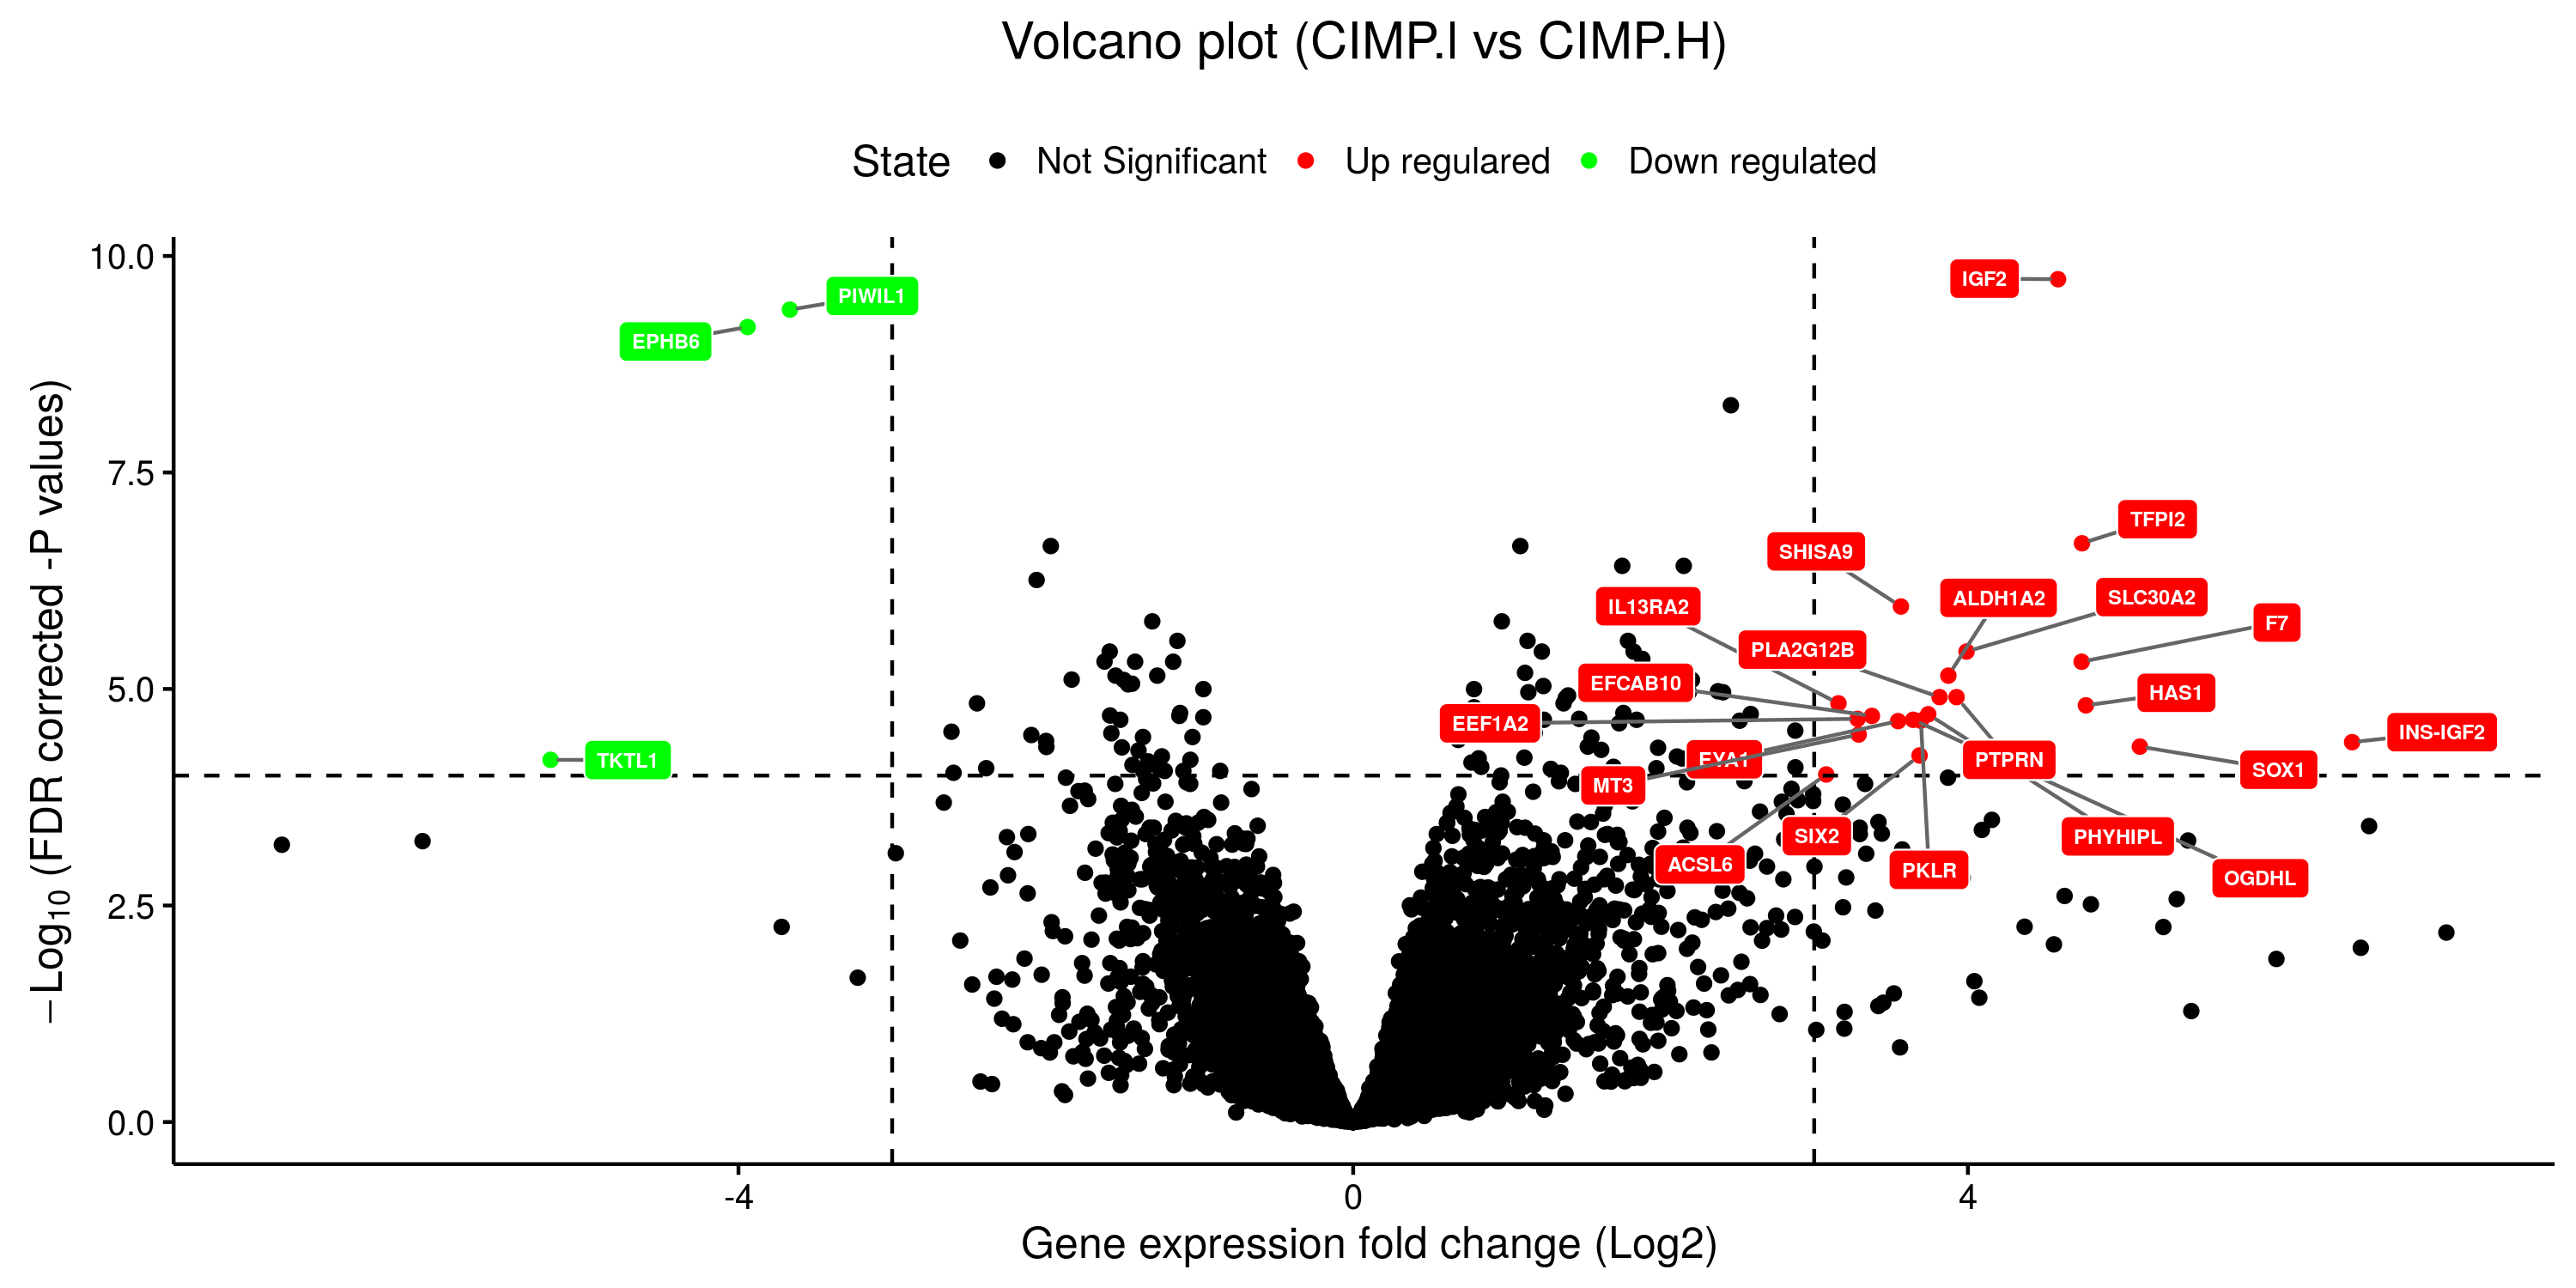 Volcano plot (CIMP.l vs CIMP.H)
State Not Significant Up regulared Down regulated
−Log10 (FDR corrected -P values)
10.0
7.5
5.0
2.5
0.0
IGF2
PIWIL1
EPHB6
TFPI2
SHISA9
ALDH1A2
SLC30A2
IL13RA2
F7
PLA2G12B
EFCAB10
HAS1
EEF1A2
INS-IGF2
TKTL1
EYA1
PTPRN
SOX1
MT3
SIX2
PHYHIPL
ACSL6
PKLR
OGDHL
-4 0 4
Gene expression fold change (Log2)